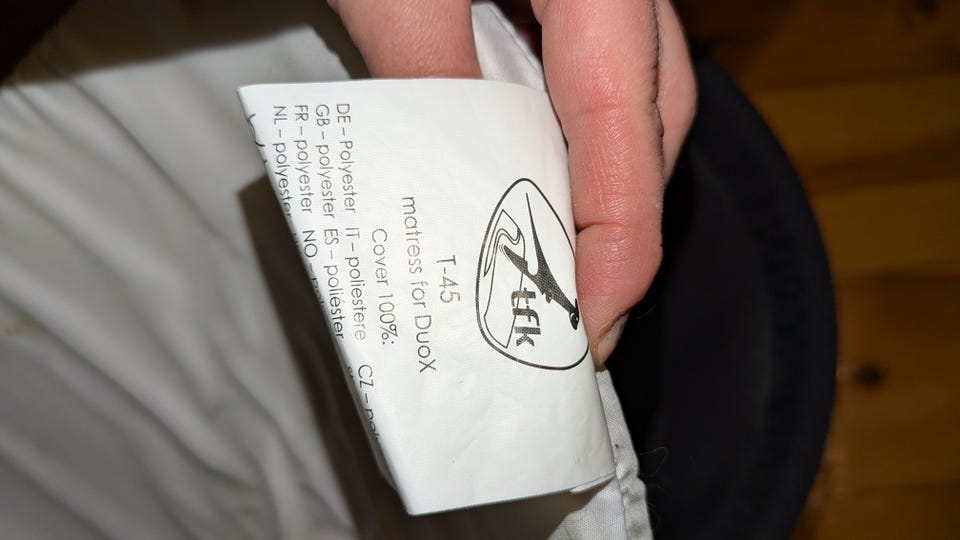 tfk
T-45
matress for DuoX
Cover 100%:
DE – Polyester IT – poliestere CZ –
GB – polyester ES – poliéster
FR – polyester NO –
NL – polyester